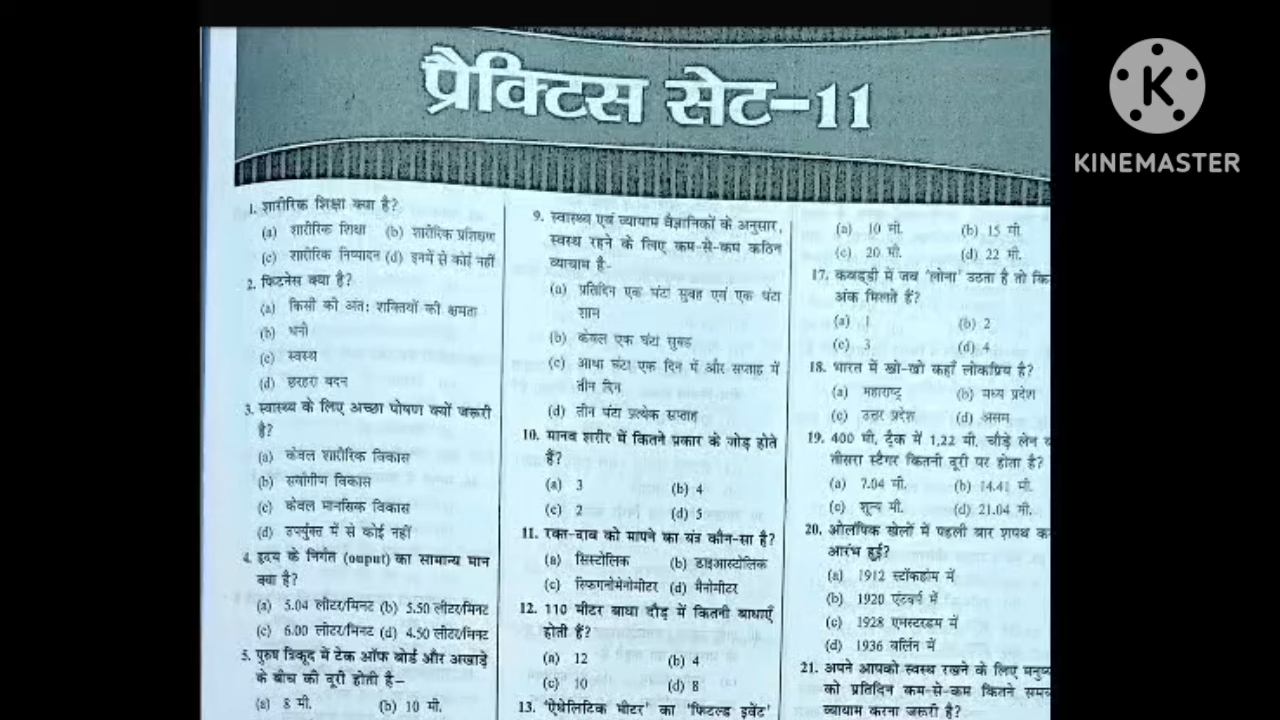 प्रैक्टिस सेट-11
KINEMASTER
1. शारीरिक शिक्षा क्या है?
(a) शारीरिक शिक्षा (b) शारीरिक प्रशिक्षण
(c) शारीरिक निष्पादन (d) इनमें से कोई नहीं
2. फिटनेस क्या है?
(a) किसी की अंतः शक्तियों की क्षमता
(b) धनी
(c) स्वस्थ
(d) छरहरा बदन
3. स्वास्थ्य के लिए अच्छा पोषण क्यों जरूरी
है?
(a) केवल शारीरिक विकास
(b) सर्वांगीण विकास
(c) केवल मानसिक विकास
(d) उपर्युक्त में से कोई नहीं
4. हृदय के निर्गत (ouput) का सामान्य मान
क्या है?
(a) 5.04 लीटर/मिनट (b) 5.50 लीटर/मिनट
(c) 6.00 लीटर/मिनट (d) 4.50 लीटर/मिनट
5. पुरुष त्रिकूद में टेक ऑफ बोर्ड और अखाड़े
के बीच की दूरी होती है–
(a) 8 मी. (b) 10 मी.
9. स्वास्थ्य एवं व्यायाम वैज्ञानिकों के अनुसार,
स्वस्थ रहने के लिए कम-से-कम कठिन
व्यायाम है-
(a) प्रतिदिन एक घंटा सुबह एवं एक घंटा
शाम
(b) केवल एक घंटा सुबह
(c) आधा घंटा एक दिन में और सप्ताह में
तीन दिन
(d) तीन घंटा प्रत्येक सप्ताह
10. मानव शरीर में कितने प्रकार के जोड़ होते
हैं?
(a) 3 (b) 4
(c) 2 (d) 5
11. रक्त-दाब को मापने का यंत्र कौन-सा है?
(a) सिस्टोलिक (b) डाइआस्टोलिक
(c) स्फिगनोमेनोमीटर (d) मैनोमीटर
12. 110 मीटर बाधा दौड़ में कितनी बाधाएँ
होती हैं?
(a) 12 (b) 4
(c) 10 (d) 8
13. 'ऐथेलिटिक मीटर' का 'फिल्ड इवेंट'
(a) 10 मी. (b) 15 मी.
(c) 20 मी. (d) 22 मी.
17. कबड्डी में जब 'लोना' उठता है तो
अंक मिलते हैं?
(a) 1 (b) 2
(c) 3 (d) 4
18. भारत में खो-खो कहाँ लोकप्रिय है?
(a) महाराष्ट्र (b) मध्य प्रदेश
(c) उत्तर प्रदेश (d) असम
19. 400 मी. ट्रैक में 1.22 मी. चौड़े लेन
तीसरा स्टैगर कितनी दूरी पर होता है?
(a) 7.04 मी. (b) 14.41 मी.
(c) शून्य मी. (d) 21.04 मी.
20. ओलंपिक खेलों में पहली बार शपथ
आरंभ हुई?
(a) 1912 स्टॉकहोम में
(b) 1920 एंटवर्प में
(c) 1928 एमस्टरडम में
(d) 1936 बर्लिन में
21. अपने आपको स्वस्थ रखने के लिए मनुष्य
को प्रतिदिन कम-से-कम कितने समय
व्यायाम करना जरूरी है?